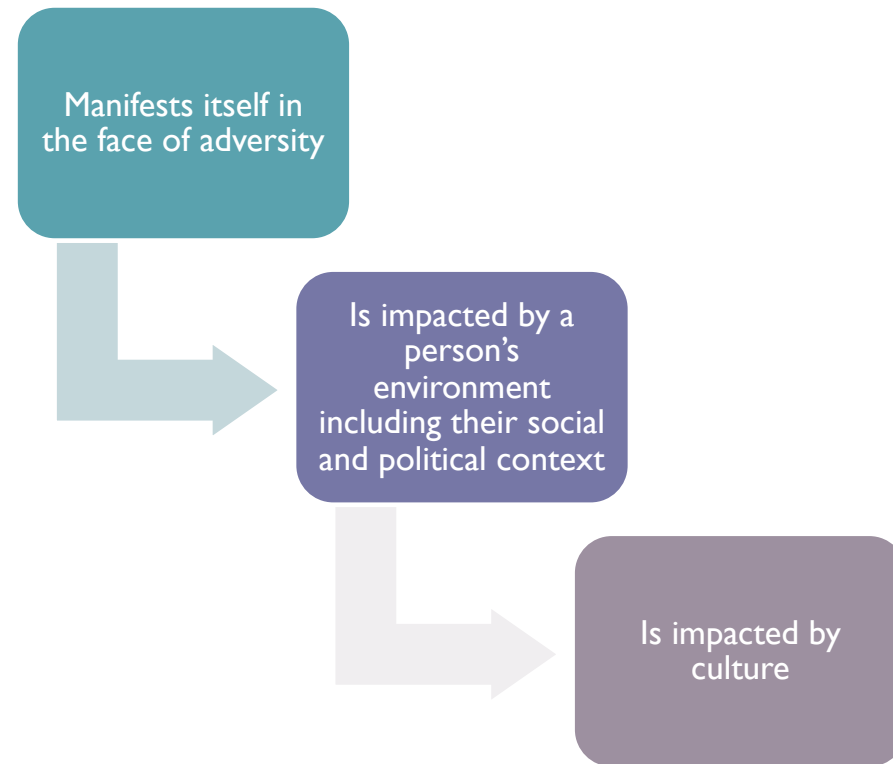 Manifests itself in
the face of adversity
Is impacted by a
person’s
environment
including their social
and political context
Is impacted by
culture